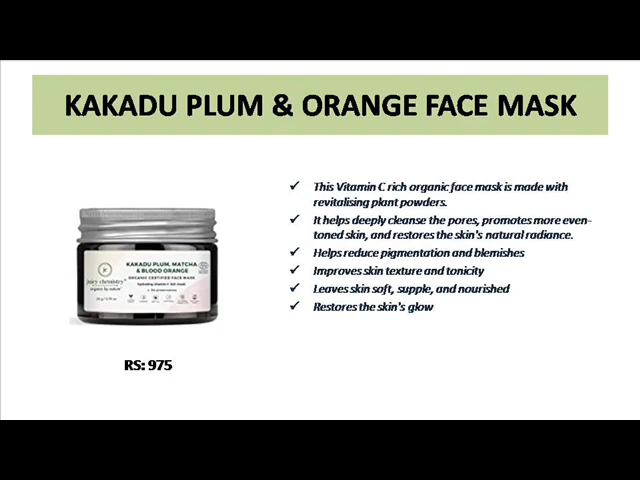 KAKADU PLUM & ORANGE FACE MASK
This Vitamin C rich organic face mask is made with
revitalising plant powders.
It helps deeply cleanse the pores, promotes more even-
toned skin, and restores the skin's natural radiance.
Helps reduce pigmentation and blemishes
Improves skin texture and tonicity
Leaves skin soft, supple, and nourished
Restores the skin's glow
juicy chemistry
organic by nature
KAKADU PLUM, MATCHA
& BLOOD ORANGE
ORGANIC CERTIFIED FACE MASK
RS: 975